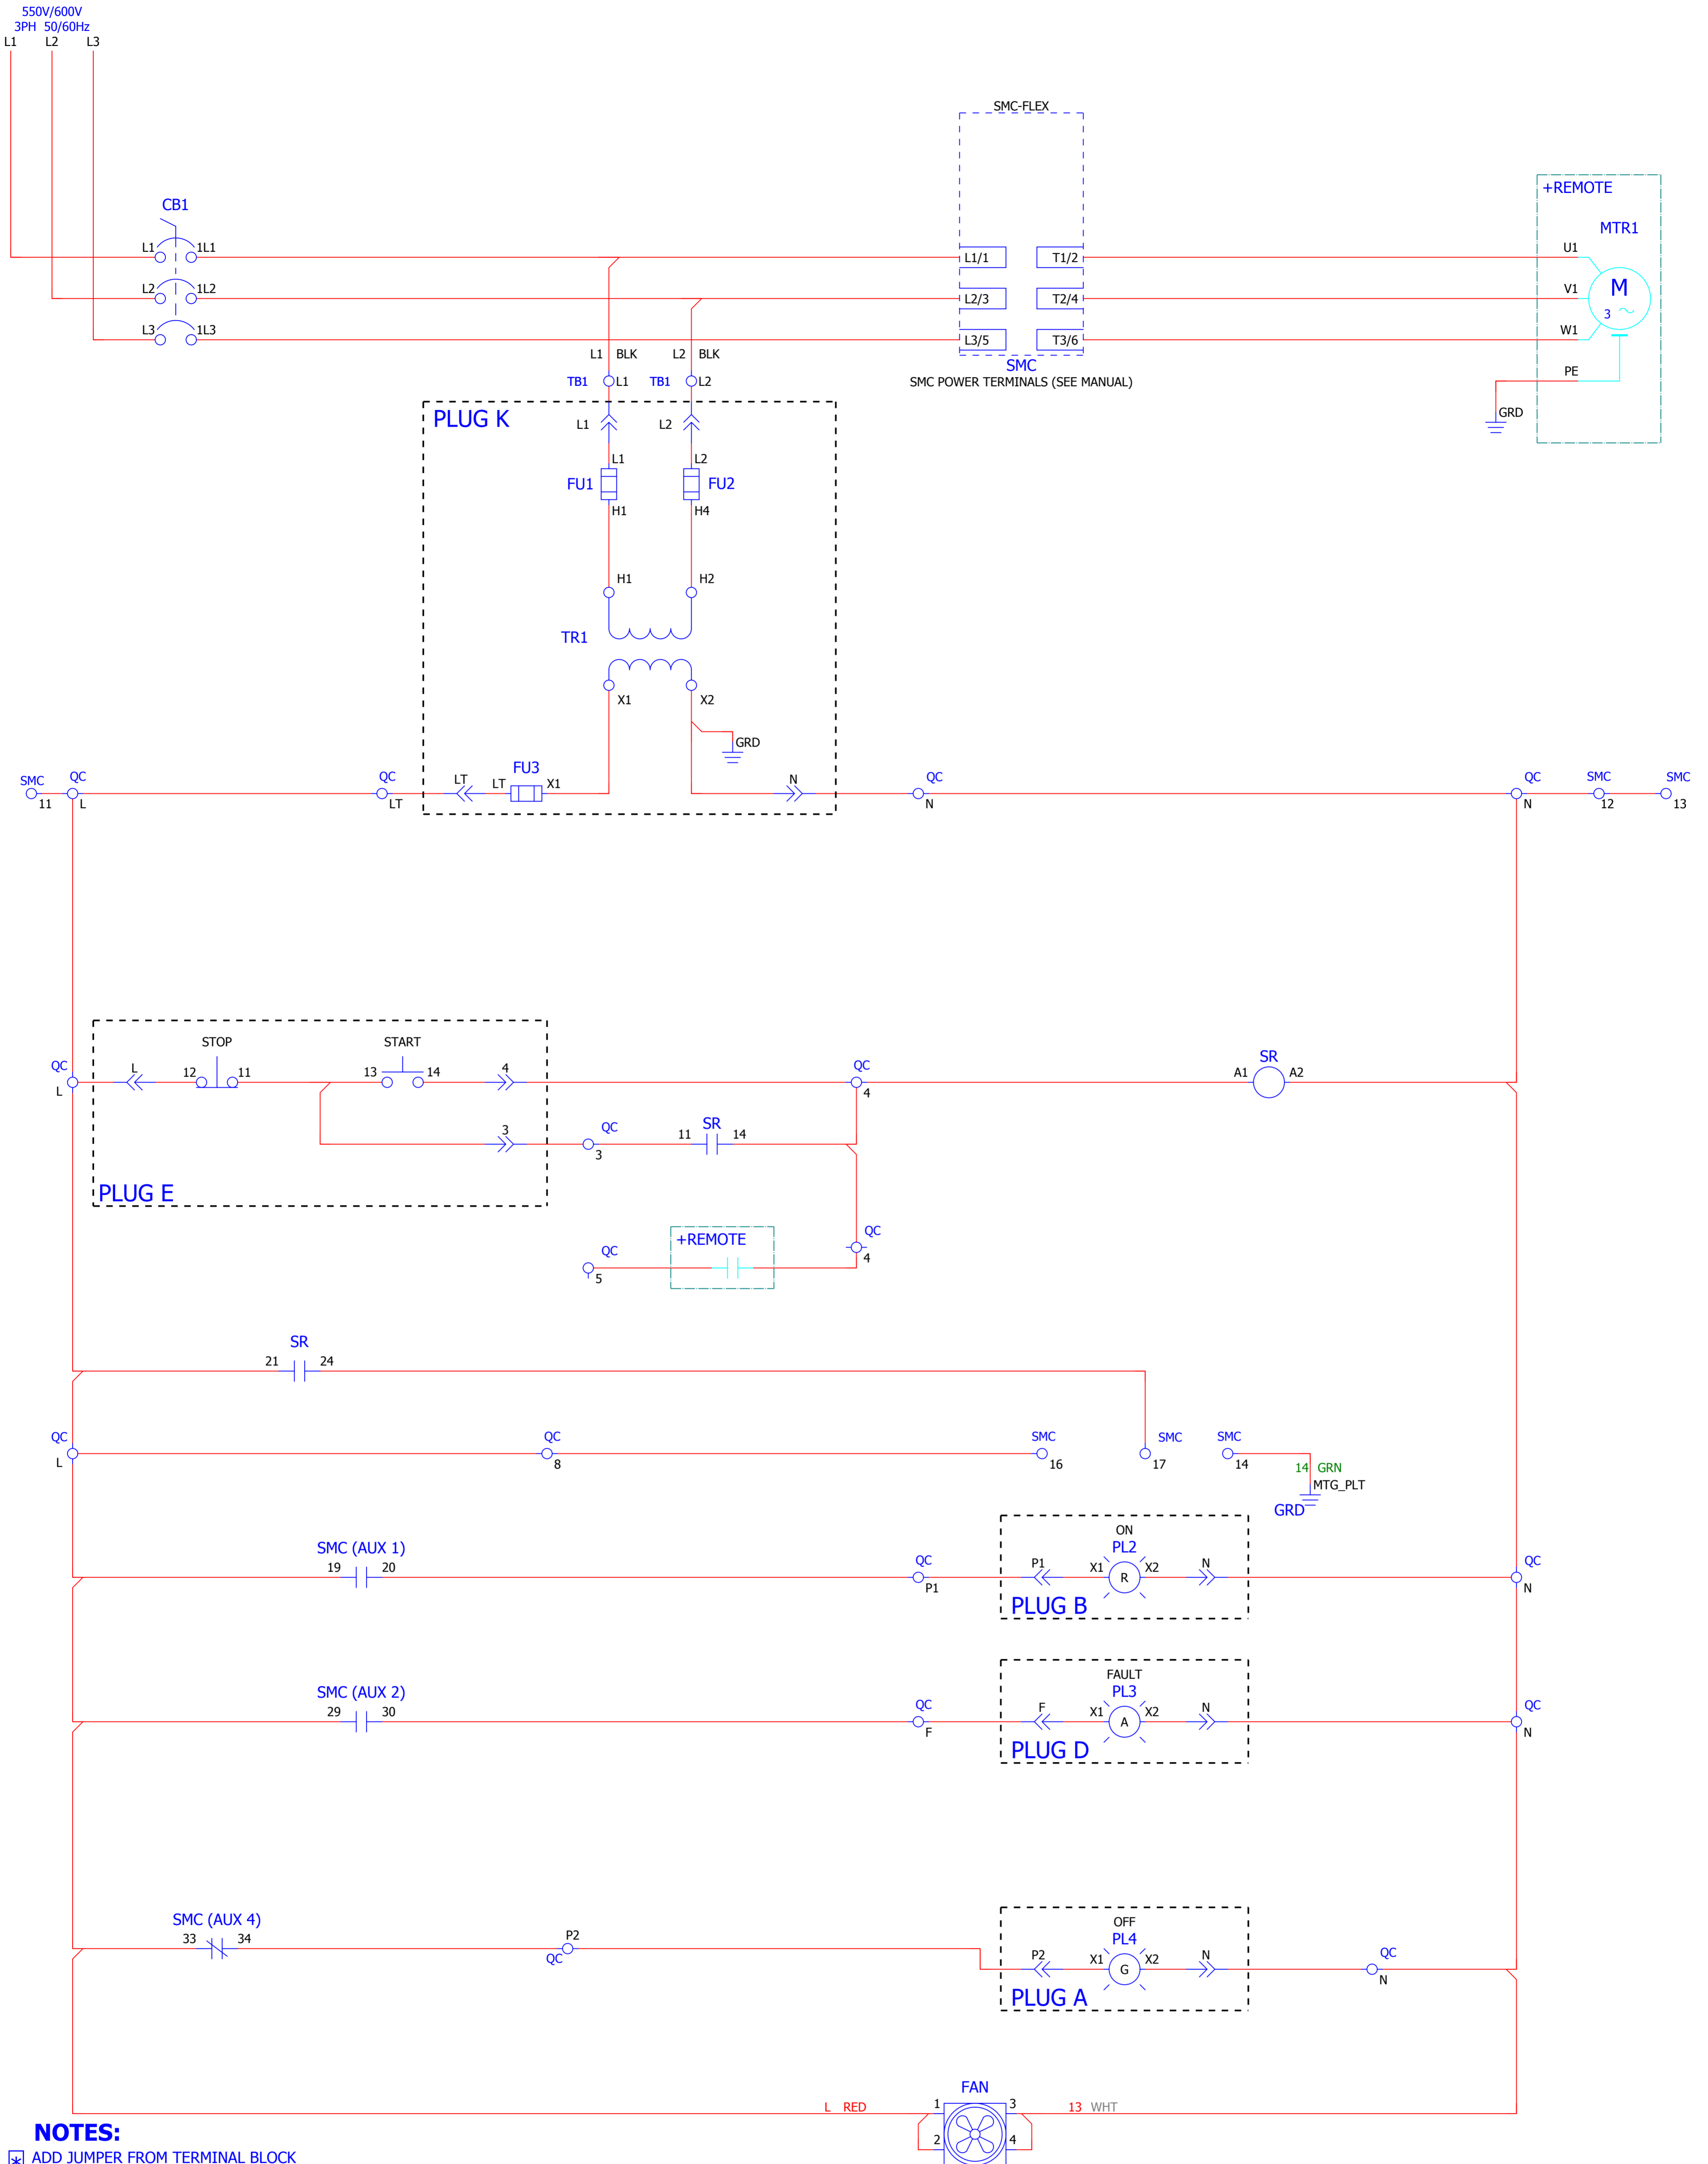 550V/600V
3PH 50/60Hz
L1 L2 L3
SMC-FLEX
+REMOTE
CB1
MTR1
L1 1L1
L1/1 T1/2
U1
L2 1L2
L2/3 T2/4
V1
M
3
L3 1L3
L3/5 T3/6
W1
L1 BLK L2 BLK
SMC
SMC POWER TERMINALS (SEE MANUAL)
PE
TB1 L1 TB1 L2
GRD
PLUG K
L1 L2
L1 L2
FU1 FU2
H1 H4
H1 H2
TR1
X1 X2
GRD
SMC QC QC LT LT FU3 X1 N QC QC SMC SMC
11 L LT N N 12 13
STOP START
QC L 12 11 13 14 4 QC A1 SR A2
L 4
3 QC 11 SR 14
3
PLUG E
+REMOTE
QC QC
5 4
SR
21 24
QC QC SMC SMC SMC
L 8 16 17 14
14 GRN
MTG_PLT
GRD
ON
SMC (AUX 1) PL2
19 20 QC P1 X1 R X2 N QC
P1 N
PLUG B
FAULT
SMC (AUX 2) PL3
29 30 QC F X1 A X2 N QC
F N
PLUG D
OFF
SMC (AUX 4) PL4
33 34 P2 P2 X1 G X2 N QC
QC N
PLUG A
FAN
L RED 1 3 13 WHT
2 4
NOTES:
* ADD JUMPER FROM TERMINAL BLOCK